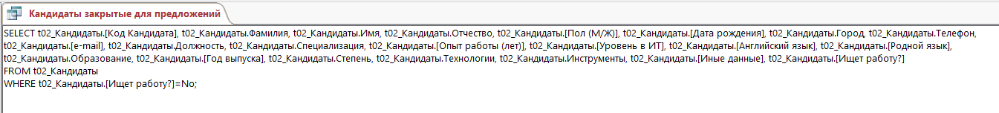 Кандидаты закрытые для предложений
SELECT t02_Кандидаты.[Код Кандидата], t02_Кандидаты.Фамилия, t02_Кандидаты.Имя, t02_Кандидаты.Отчество, t02_Кандидаты.[Пол (М/Ж)], t02_Кандидаты.[Дата рождения], t02_Кандидаты.Город, t02_Кандидаты.Телефон,
t02_Кандидаты.[e-mail], t02_Кандидаты.Должность, t02_Кандидаты.Специализация, t02_Кандидаты.[Опыт работы (лет)], t02_Кандидаты.[Уровень в ИТ], t02_Кандидаты.[Английский язык], t02_Кандидаты.[Родной язык],
t02_Кандидаты.Образование, t02_Кандидаты.[Год выпуска], t02_Кандидаты.Степень, t02_Кандидаты.Технологии, t02_Кандидаты.Инструменты, t02_Кандидаты.[Иные данные], t02_Кандидаты.[Ищет работу?]
FROM t02_Кандидаты
WHERE t02_Кандидаты.[Ищет работу?]=No;